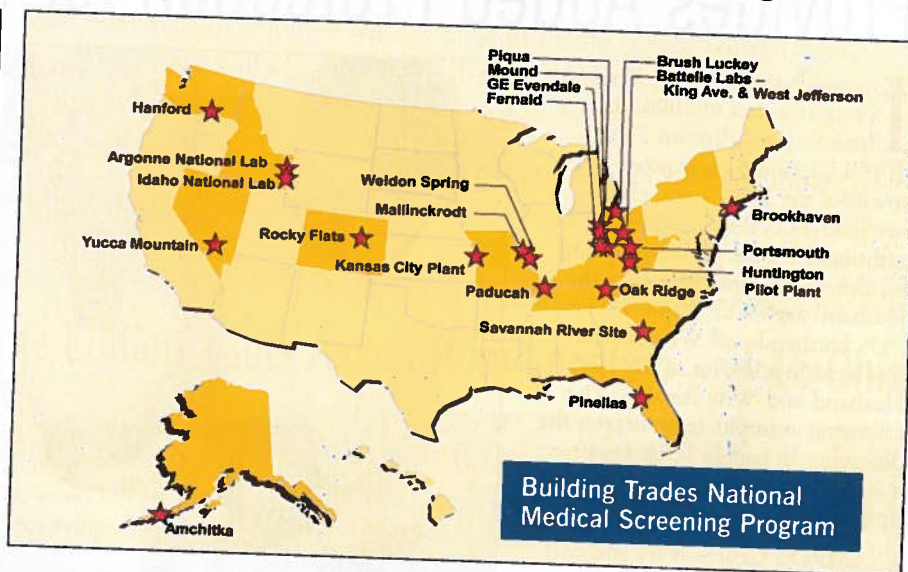 Piqua
Mound
GE Evendale
Fernald
Brush Luckey
Battelle Labs –
King Ave. & West Jefferson
Hanford
Argonne National Lab
Idaho National Lab
Weldon Spring
Mallinckrodt
Yucca Mountain
Rocky Flats
Kansas City Plant
Paducah
Oak Ridge
Brookhaven
Portsmouth
Huntington
Pilot Plant
Savannah River Site
Pinellas
Amchitka
Building Trades National
Medical Screening Program